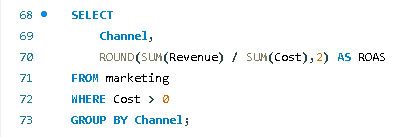 68 SELECT
69 Channel,
70 ROUND(SUM(Revenue) / SUM(Cost),2) AS ROAS
71 FROM marketing
72 WHERE Cost > 0
73 GROUP BY Channel;